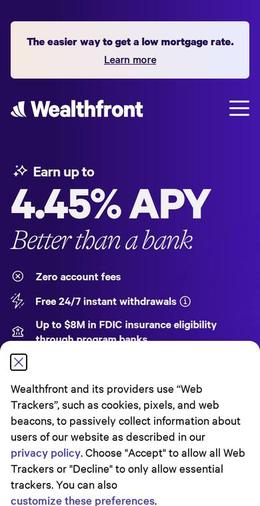 The easier way to get a low mortgage rate.
Learn more
Wealthfront
Earn up to
4.45% APY
Better than a bank
Zero account fees
Free 24/7 instant withdrawals
Up to $8M in FDIC insurance eligibility
through program banks
Wealthfront and its providers use “Web
Trackers”, such as cookies, pixels, and web
beacons, to passively collect information about
users of our website as described in our
privacy policy. Choose "Accept" to allow all Web
Trackers or "Decline" to only allow essential
trackers. You can also
customize these preferences.